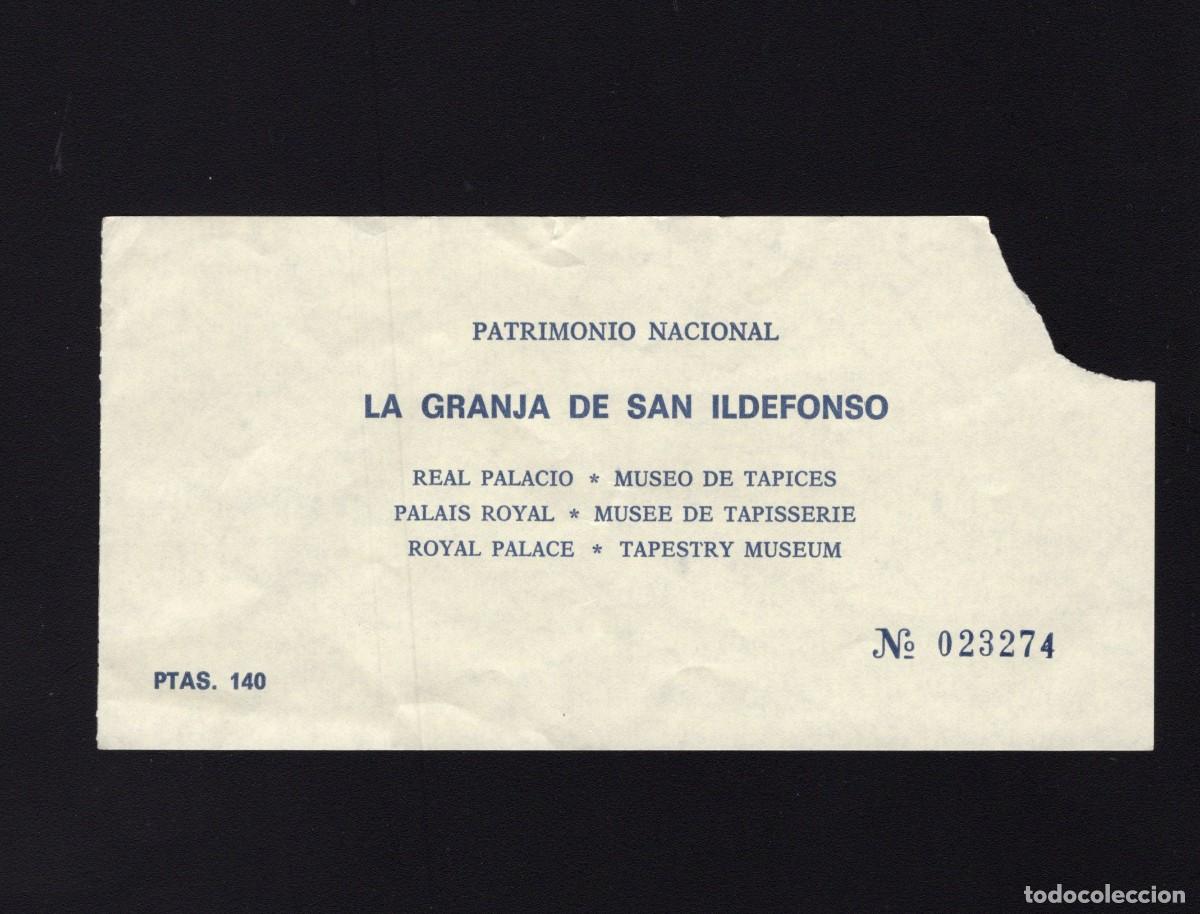 PATRIMONIO NACIONAL
LA GRANJA DE SAN ILDEFONSO
REAL PALACIO * MUSEO DE TAPICES
PALAIS ROYAL * MUSEE DE TAPISSERIE
ROYAL PALACE * TAPESTRY MUSEUM
Nº 023274
PTAS. 140
todocoleccion